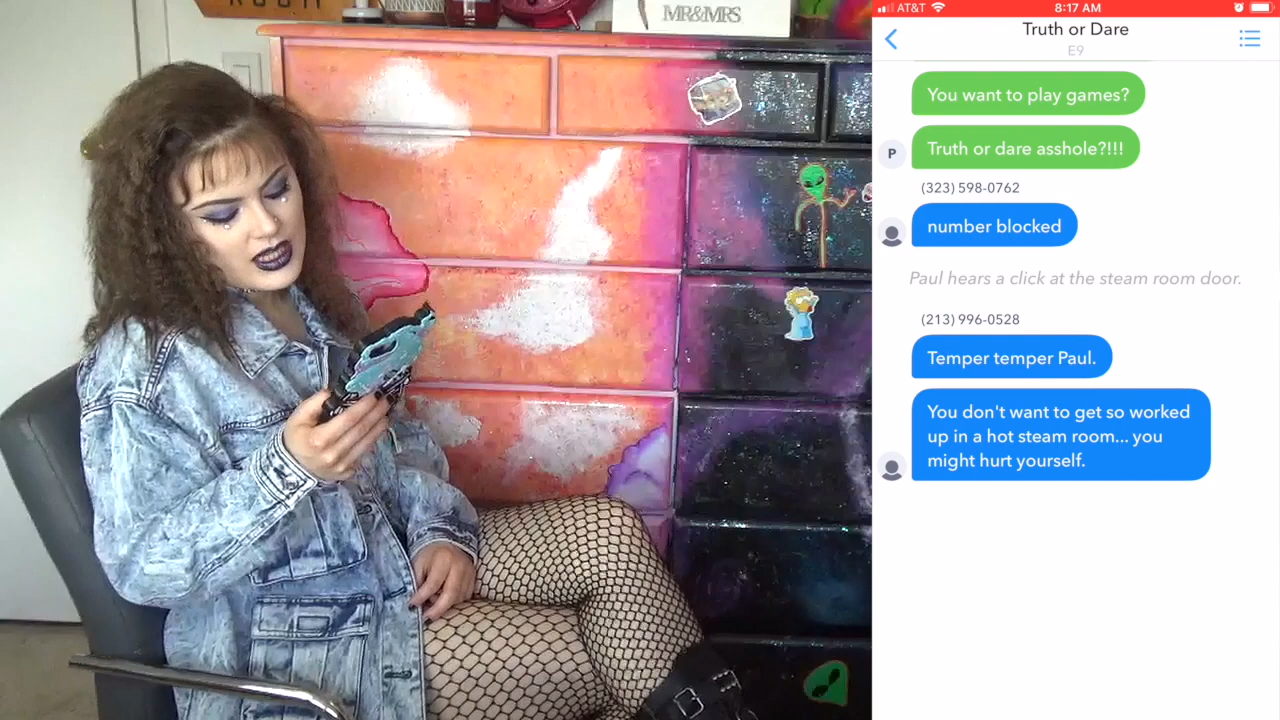 ROOM
MR&MRS
AT&T
8:17 AM
Truth or Dare
E9
You want to play games?
P
Truth or dare asshole?!!!
(323) 598-0762
number blocked
Paul hears a click at the steam room door.
(213) 996-0528
Temper temper Paul.
You don't want to get so worked
up in a hot steam room... you
might hurt yourself.